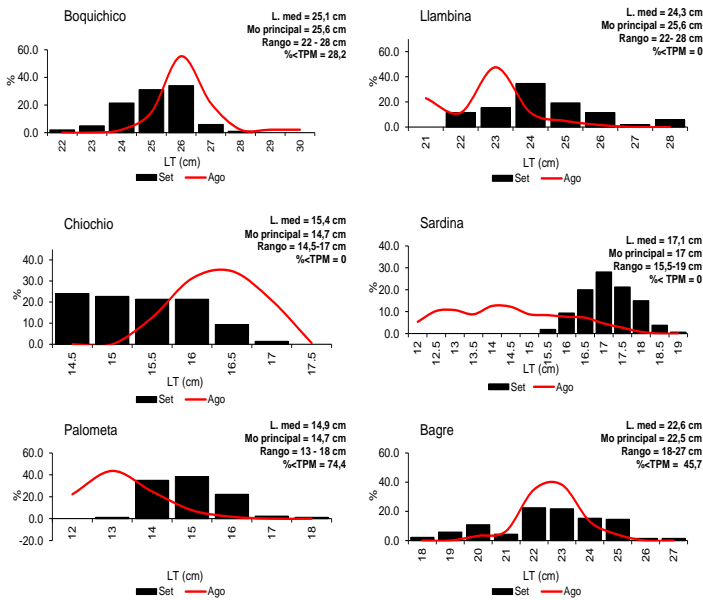 Boquichico
L. med = 25,1 cm
Mo principal = 25,6 cm
Rango = 22 - 28 cm
%<TPM = 28,2
60.0
40.0
20.0
0.0
%
22 23 24 25 26 27 28 29 30
LT (cm)
Set Ago
Llambina
L. med = 24,3 cm
Mo principal = 25,6 cm
Rango = 22- 28 cm
%<TPM = 0
60.0
40.0
20.0
0.0
%
21 22 23 24 25 26 27 28
LT (cm)
Set Ago
Chiochio
L. med = 15,4 cm
Mo principal = 14,7 cm
Rango = 14,5-17 cm
%<TPM = 0
40.0
30.0
20.0
10.0
0.0
%
14.5 15 15.5 16 16.5 17 17.5
LT (cm)
Set Ago
Sardina
L. med = 17,1 cm
Mo principal = 17 cm
Rango = 15,5-19 cm
%< TPM = 0
40.0
30.0
20.0
10.0
0.0
%
12 12.5 13 13.5 14 14.5 15 15.5 16 16.5 17 17.5 18 18.5 19
LT (cm)
Set Ago
Palometa
L. med = 14,9 cm
Mo principal = 14,7 cm
Rango = 13 - 18 cm
%<TPM = 74,4
60.0
40.0
20.0
0.0
-20.0
%
12 13 14 15 16 17 18
LT (cm)
Set Ago
Bagre
L. med = 22,6 cm
Mo principal = 22,5 cm
Rango = 18-27 cm
%<TPM = 45,7
60.0
40.0
20.0
0.0
%
18 19 20 21 22 23 24 25 26 27
LT (cm)
Set Ago